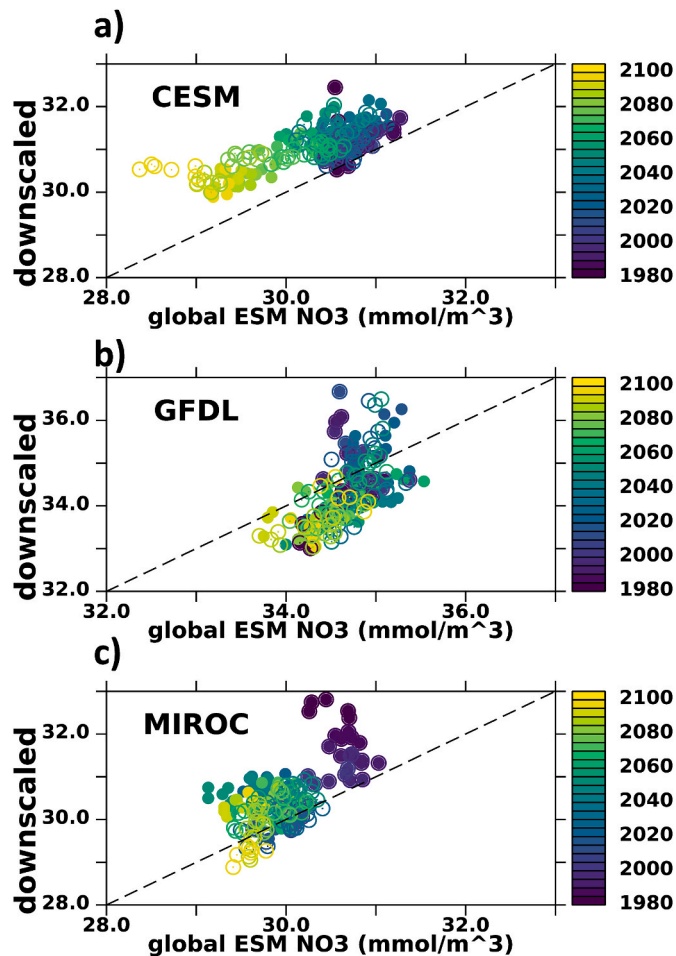 a)
CESM
downscaled
32.0
30.0
28.0
28.0 30.0 32.0
global ESM NO3 (mmol/m^3)
2100
2080
2060
2040
2020
2000
1980
b)
GFDL
downscaled
36.0
34.0
32.0
32.0 34.0 36.0
global ESM NO3 (mmol/m^3)
2100
2080
2060
2040
2020
2000
1980
c)
MIROC
downscaled
32.0
30.0
28.0
28.0 30.0 32.0
global ESM NO3 (mmol/m^3)
2100
2080
2060
2040
2020
2000
1980